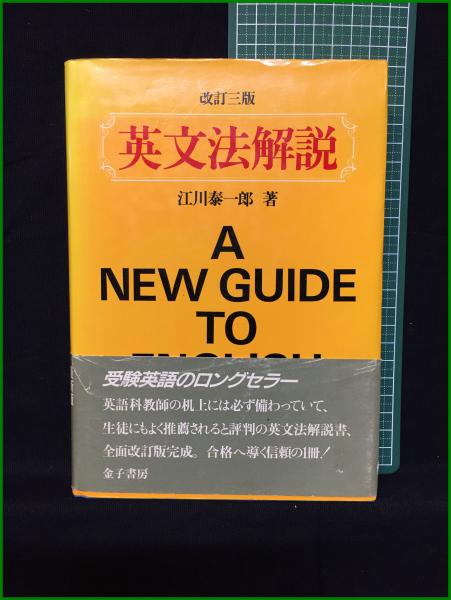 改訂三版
英文法解説
江川泰一郎 著
A
NEW GUIDE
TO
受験英語のロングセラー
英語科教師の机上には必ず備わっていて、
生徒にもよく推薦されると評判の英文法解説書、
全面改訂版完成。合格へ導く信頼の1冊!
金子書房